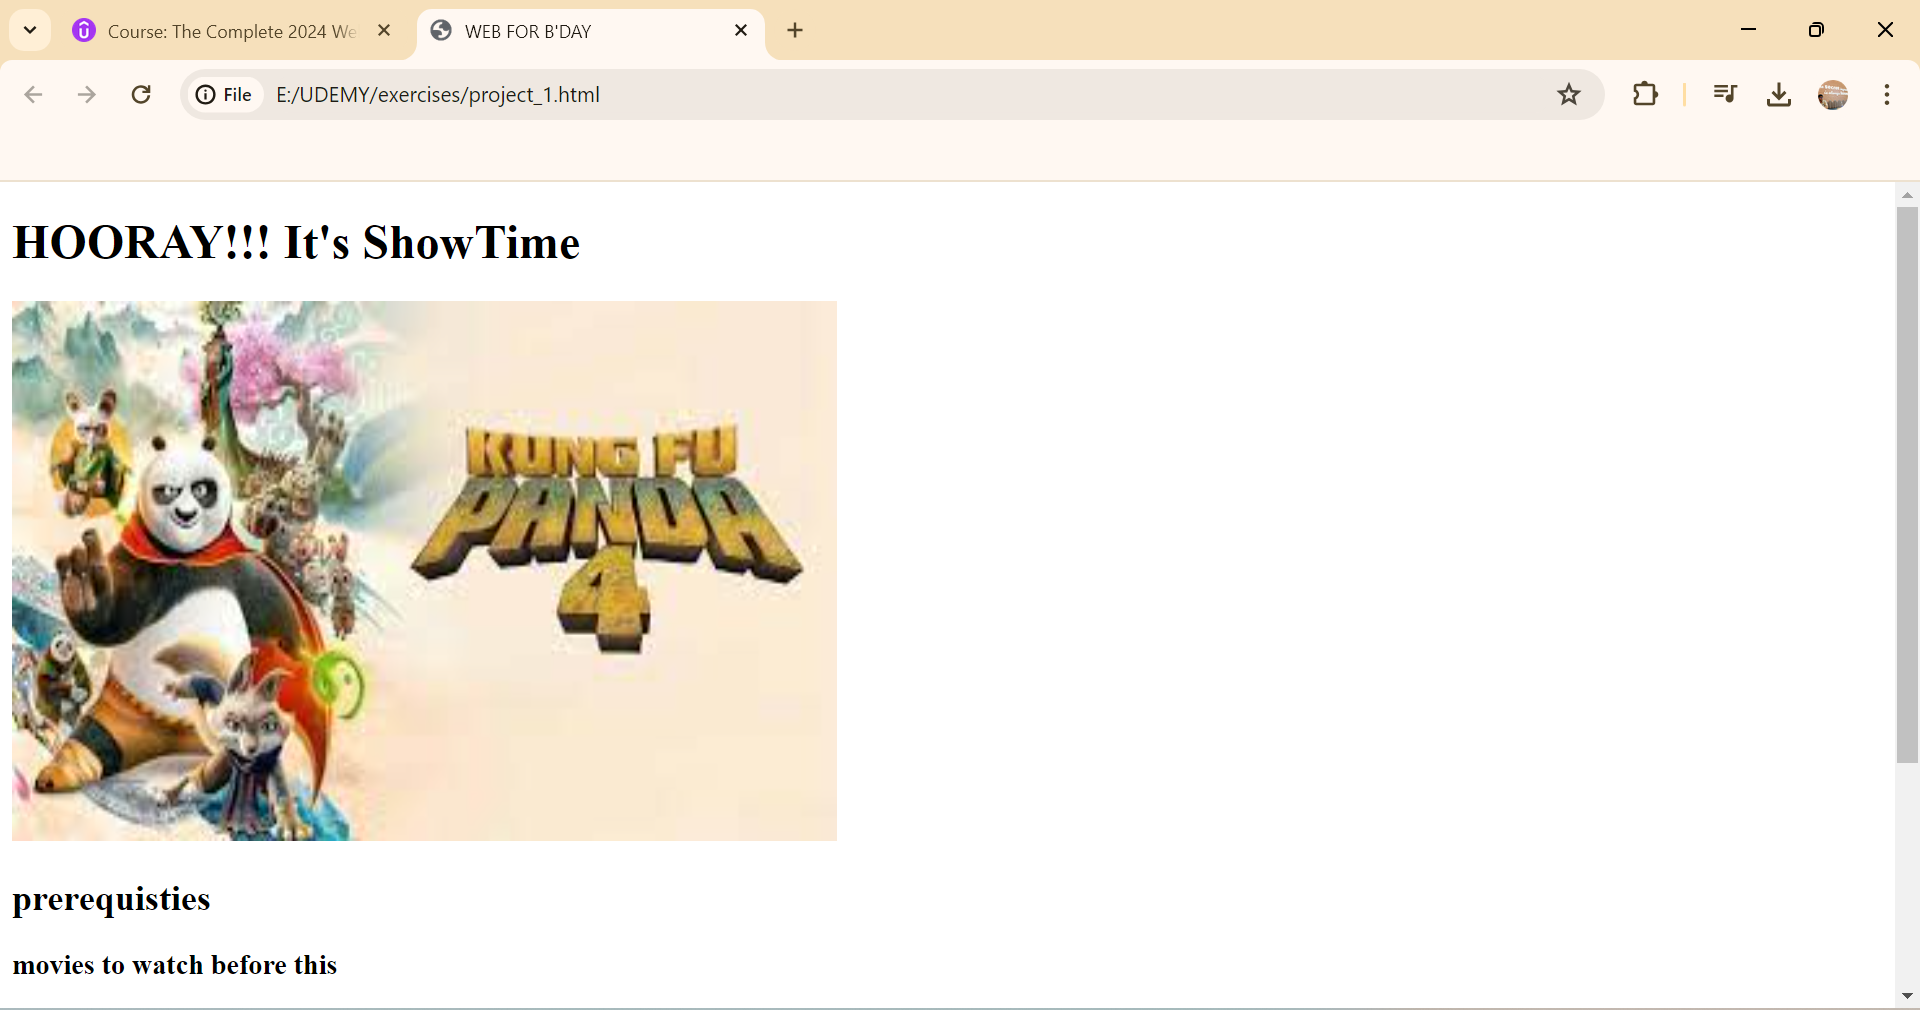 Course: The Complete 2024 We
WEB FOR B'DAY
File
E:/UDEMY/exercises/project_1.html
HOORAY!!! It's ShowTime
KUNG FU
PANDA
4
prerequisties
movies to watch before this